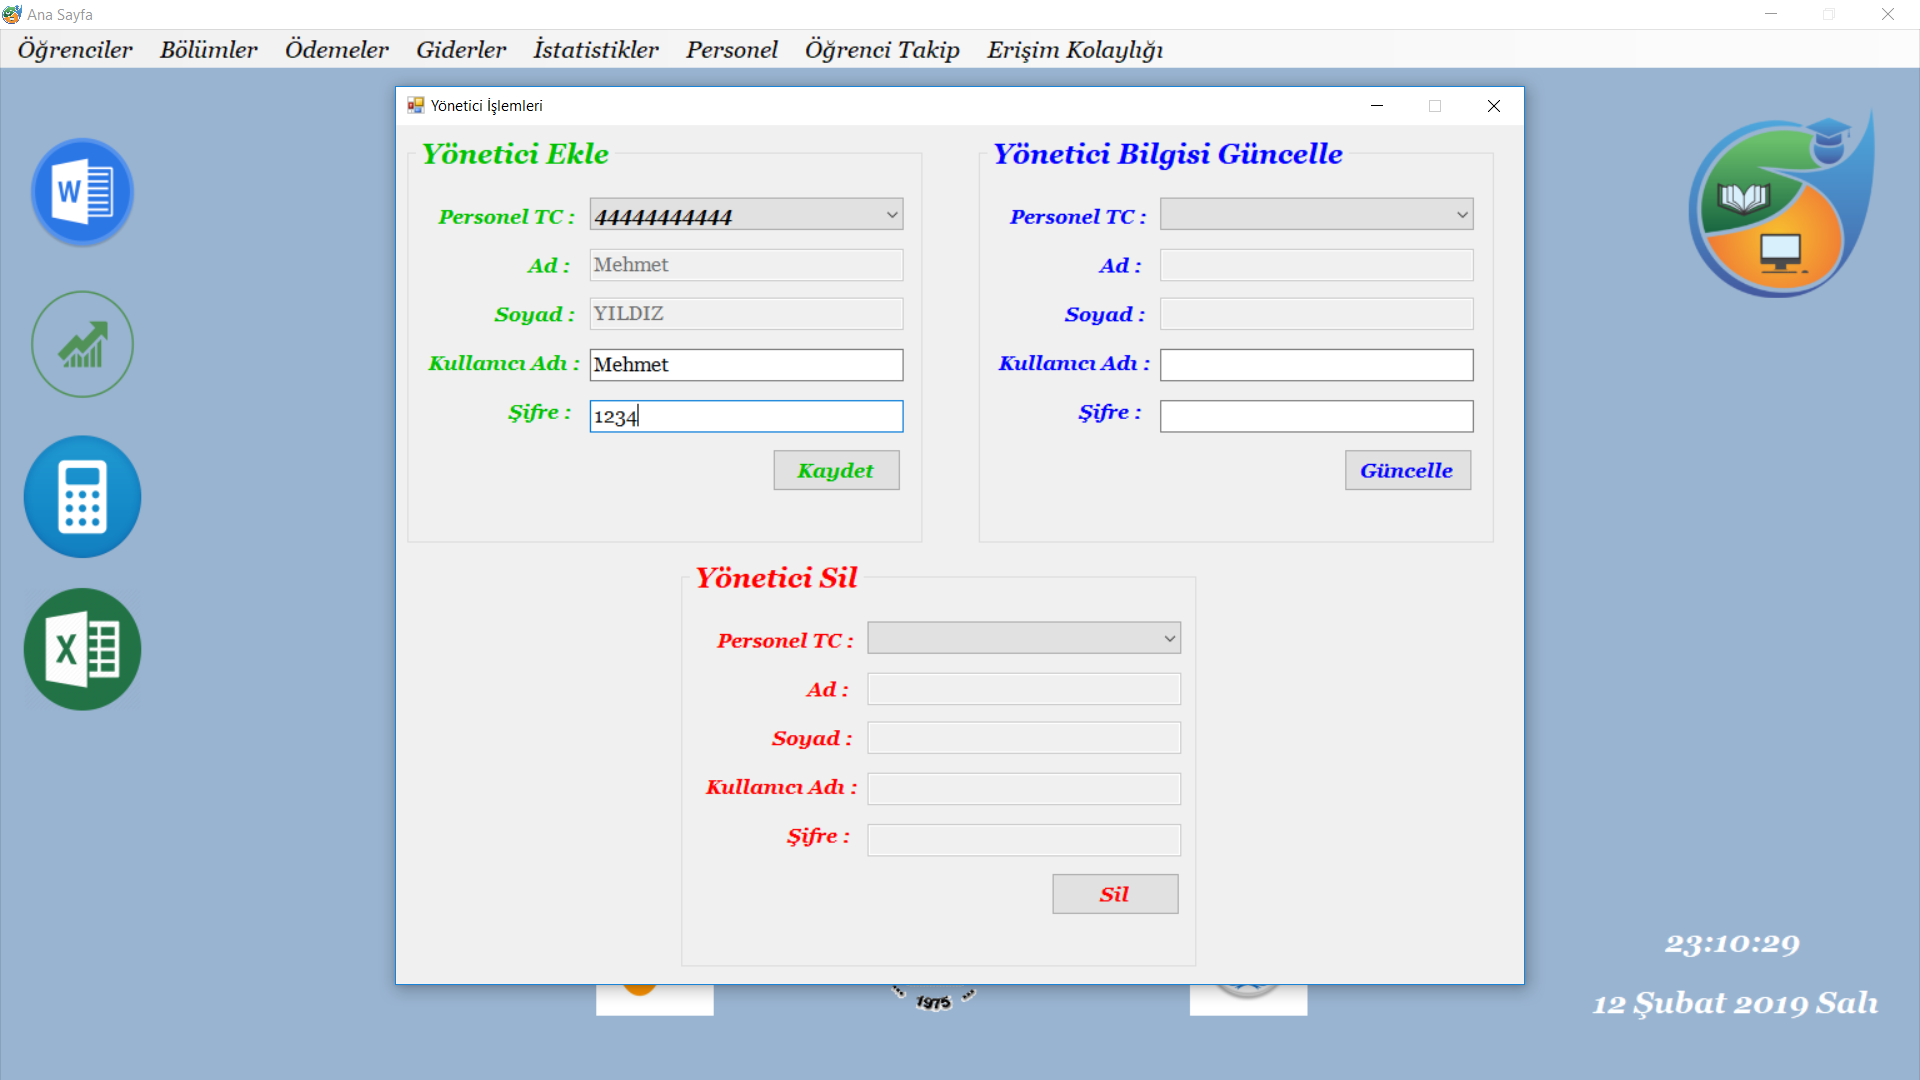 Ana Sayfa
Öğrenciler Bölümler Ödemeler Giderler İstatistikler Personel Öğrenci Takip Erişim Kolaylığı
Yönetici İşlemleri
Yönetici Ekle
Personel TC : 44444444444
Ad : Mehmet
Soyad : YILDIZ
Kullanıcı Adı : Mehmet
Şifre : 1234
Kaydet
Yönetici Bilgisi Güncelle
Personel TC :
Ad :
Soyad :
Kullanıcı Adı :
Şifre :
Güncelle
Yönetici Sil
Personel TC :
Ad :
Soyad :
Kullanıcı Adı :
Şifre :
Sil
W
X
1975
23:10:29
12 Şubat 2019 Salı